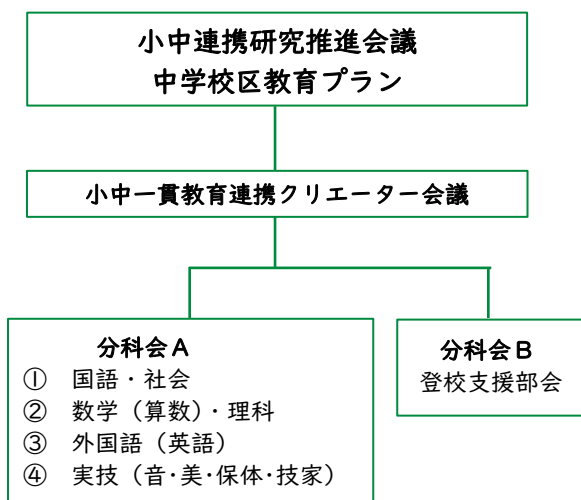 小中連携研究推進会議
中学校区教育プラン
小中一貫教育連携クリエーター会議
分科会A
① 国語・社会
② 数学（算数）・理科
③ 外国語（英語）
④ 実技（音・美・保体・技家）
分科会B
登校支援部会